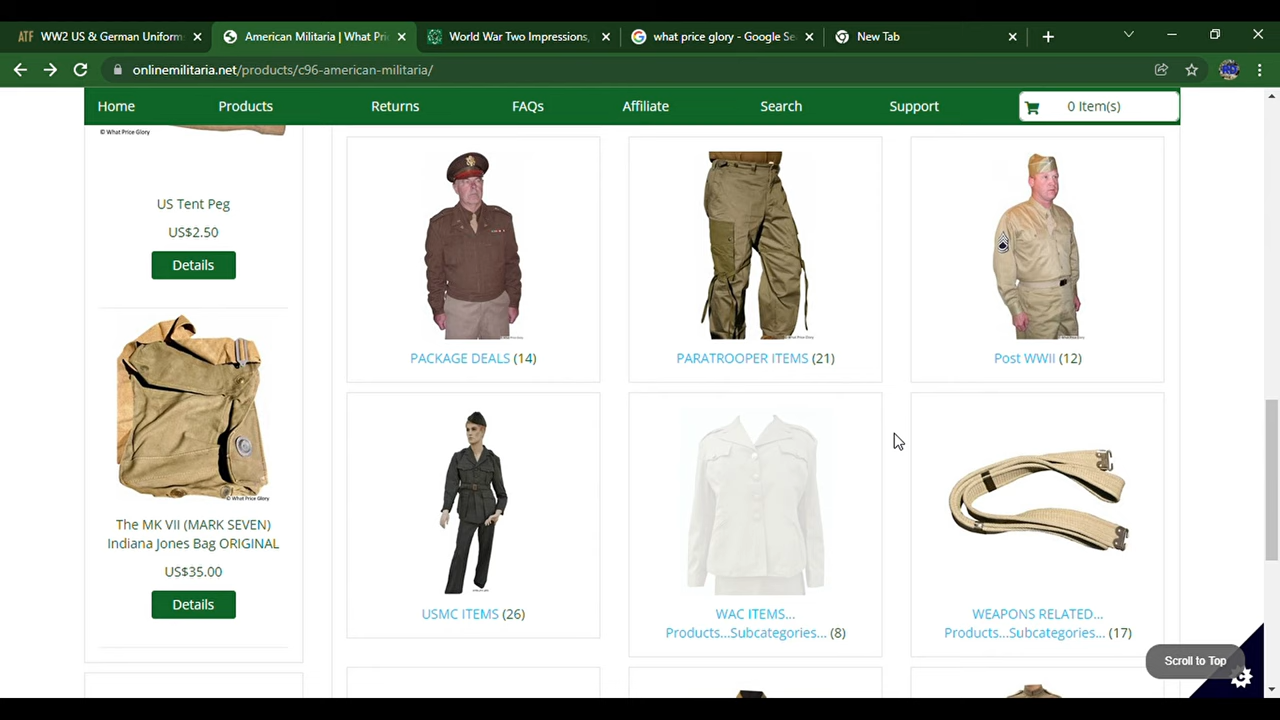 WW2 US & German Uniforms
American Militaria | What Pric
World War Two Impressions,
what price glory - Google Se
New Tab
onlinemilitaria.net/products/c96-american-militaria/
Home
Products
Returns
FAQs
Affiliate
Search
Support
0 Item(s)
© What Price Glory
US Tent Peg
US$2.50
Details
© What Price Glory
The MK VII (MARK SEVEN)
Indiana Jones Bag ORIGINAL
US$35.00
Details
PACKAGE DEALS (14)
PARATROOPER ITEMS (21)
Post WWII (12)
USMC ITEMS (26)
WAC ITEMS...
Products...Subcategories... (8)
WEAPONS RELATED...
Products...Subcategories... (17)
Scroll to Top